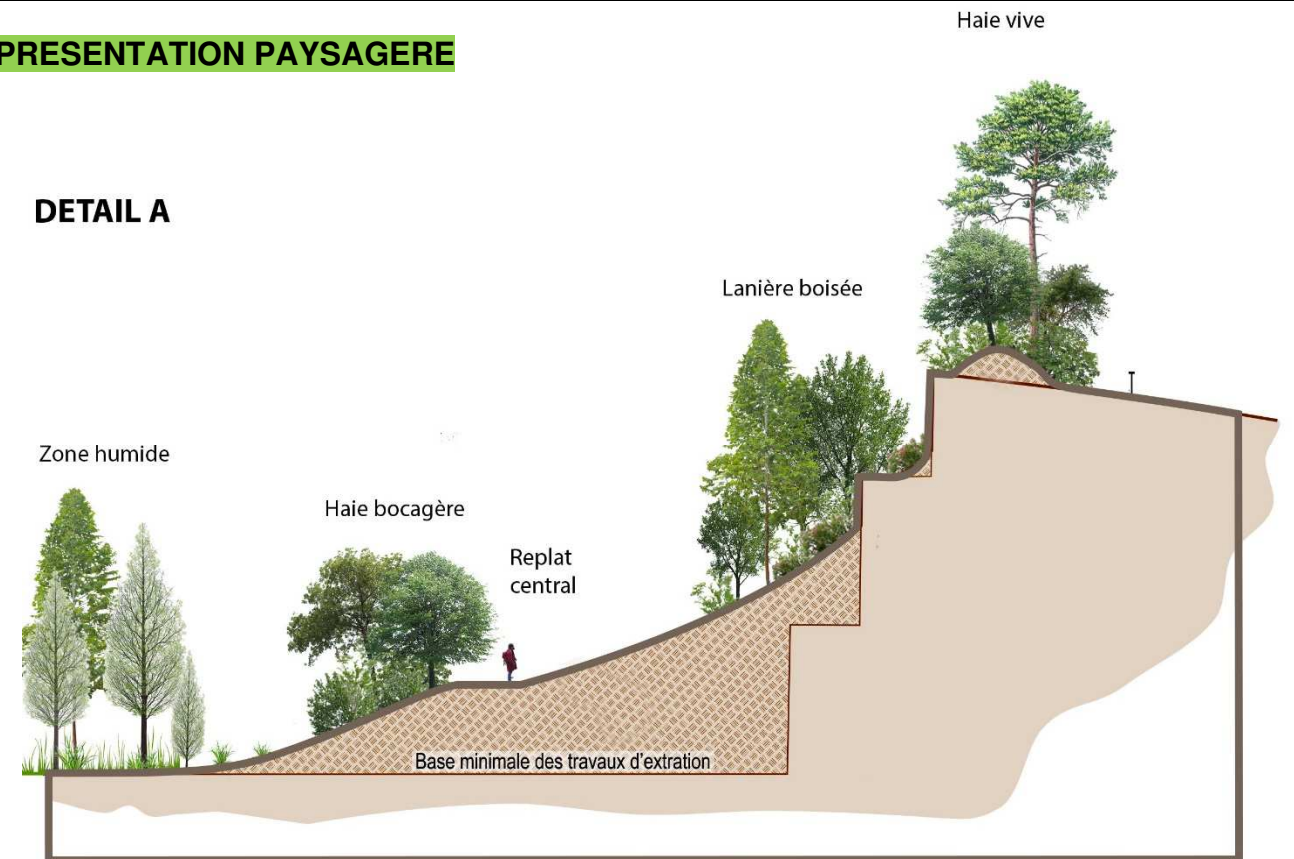 Haie vive
PRESENTATION PAYSAGERE
DETAIL A
Lanière boisée
Zone humide
Haie bocagère
Replat
central
Base minimale des travaux d'extration